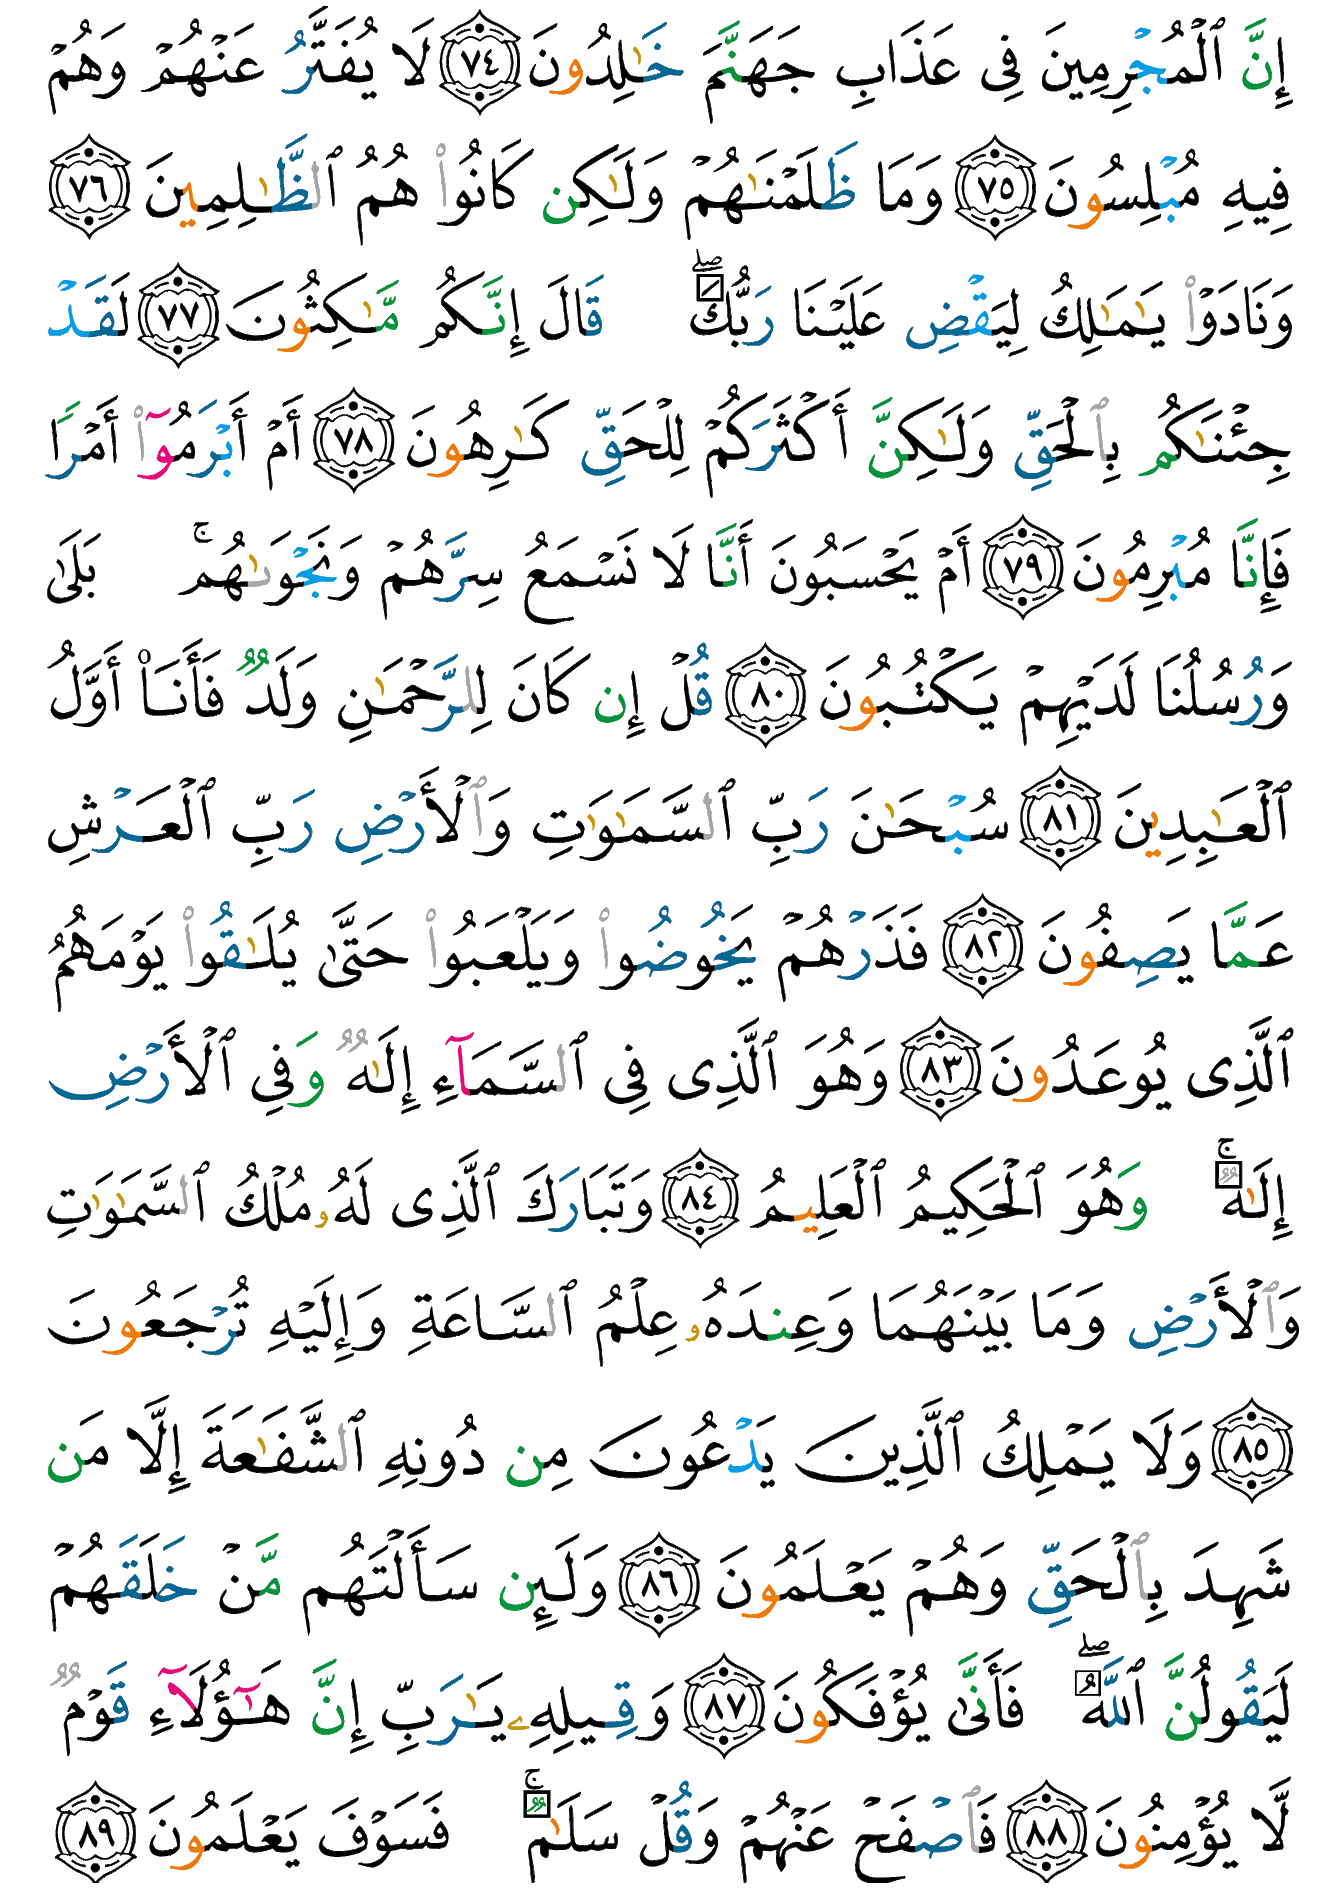 إِنَّ ٱلْمُجْرِمِينَ فِى عَذَابِ جَهَنَّمَ خَـٰلِدُونَ ٧٤ لَا يُفَتَّرُ عَنْهُمْ وَهُمْ
فِيهِ مُبْلِسُونَ ٧٥ وَمَا ظَلَمْنَـٰهُمْ وَلَـٰكِن كَانُوا۟ هُمُ ٱلظَّـٰلِمِينَ ٧٦
وَنَادَوْا۟ يَـٰمَـٰلِكُ لِيَقْضِ عَلَيْنَا رَبُّكَ ۖ قَالَ إِنَّكُم مَّـٰكِثُونَ ٧٧ لَقَدْ
جِئْنَـٰكُم بِٱلْحَقِّ وَلَـٰكِنَّ أَكْثَرَكُمْ لِلْحَقِّ كَـٰرِهُونَ ٧٨ أَمْ أَبْرَمُوٓا۟ أَمْرًا
فَإِنَّا مُبْرِمُونَ ٧٩ أَمْ يَحْسَبُونَ أَنَّا لَا نَسْمَعُ سِرَّهُمْ وَنَجْوَىٰهُم ۚ بَلَىٰ
وَرُسُلُنَا لَدَيْهِمْ يَكْتُبُونَ ٨٠ قُلْ إِن كَانَ لِلرَّحْمَـٰنِ وَلَدٌ فَأَنَا۠ أَوَّلُ
ٱلْعَـٰبِدِينَ ٨١ سُبْحَـٰنَ رَبِّ ٱلسَّمَـٰوَٰتِ وَٱلْأَرْضِ رَبِّ ٱلْعَرْشِ
عَمَّا يَصِفُونَ ٨٢ فَذَرْهُمْ يَخُوضُوا۟ وَيَلْعَبُوا۟ حَتَّىٰ يُلَـٰقُوا۟ يَوْمَهُمُ
ٱلَّذِى يُوعَدُونَ ٨٣ وَهُوَ ٱلَّذِى فِى ٱلسَّمَآءِ إِلَـٰهٌ وَفِى ٱلْأَرْضِ
إِلَـٰهٌ ۚ وَهُوَ ٱلْحَكِيمُ ٱلْعَلِيمُ ٨٤ وَتَبَارَكَ ٱلَّذِى لَهُۥ مُلْكُ ٱلسَّمَـٰوَٰتِ
وَٱلْأَرْضِ وَمَا بَيْنَهُمَا وَعِندَهُۥ عِلْمُ ٱلسَّاعَةِ وَإِلَيْهِ تُرْجَعُونَ
٨٥ وَلَا يَمْلِكُ ٱلَّذِينَ يَدْعُونَ مِن دُونِهِ ٱلشَّفَـٰعَةَ إِلَّا مَن
شَهِدَ بِٱلْحَقِّ وَهُمْ يَعْلَمُونَ ٨٦ وَلَئِن سَأَلْتَهُم مَّنْ خَلَقَهُمْ
لَيَقُولُنَّ ٱللَّهُ ۖ فَأَنَّىٰ يُؤْفَكُونَ ٨٧ وَقِيلِهِۦ يَـٰرَبِّ إِنَّ هَـٰٓؤُلَآءِ قَوْمٌ
لَّا يُؤْمِنُونَ ٨٨ فَٱصْفَحْ عَنْهُمْ وَقُلْ سَلَـٰمٌ ۚ فَسَوْفَ يَعْلَمُونَ ٨٩